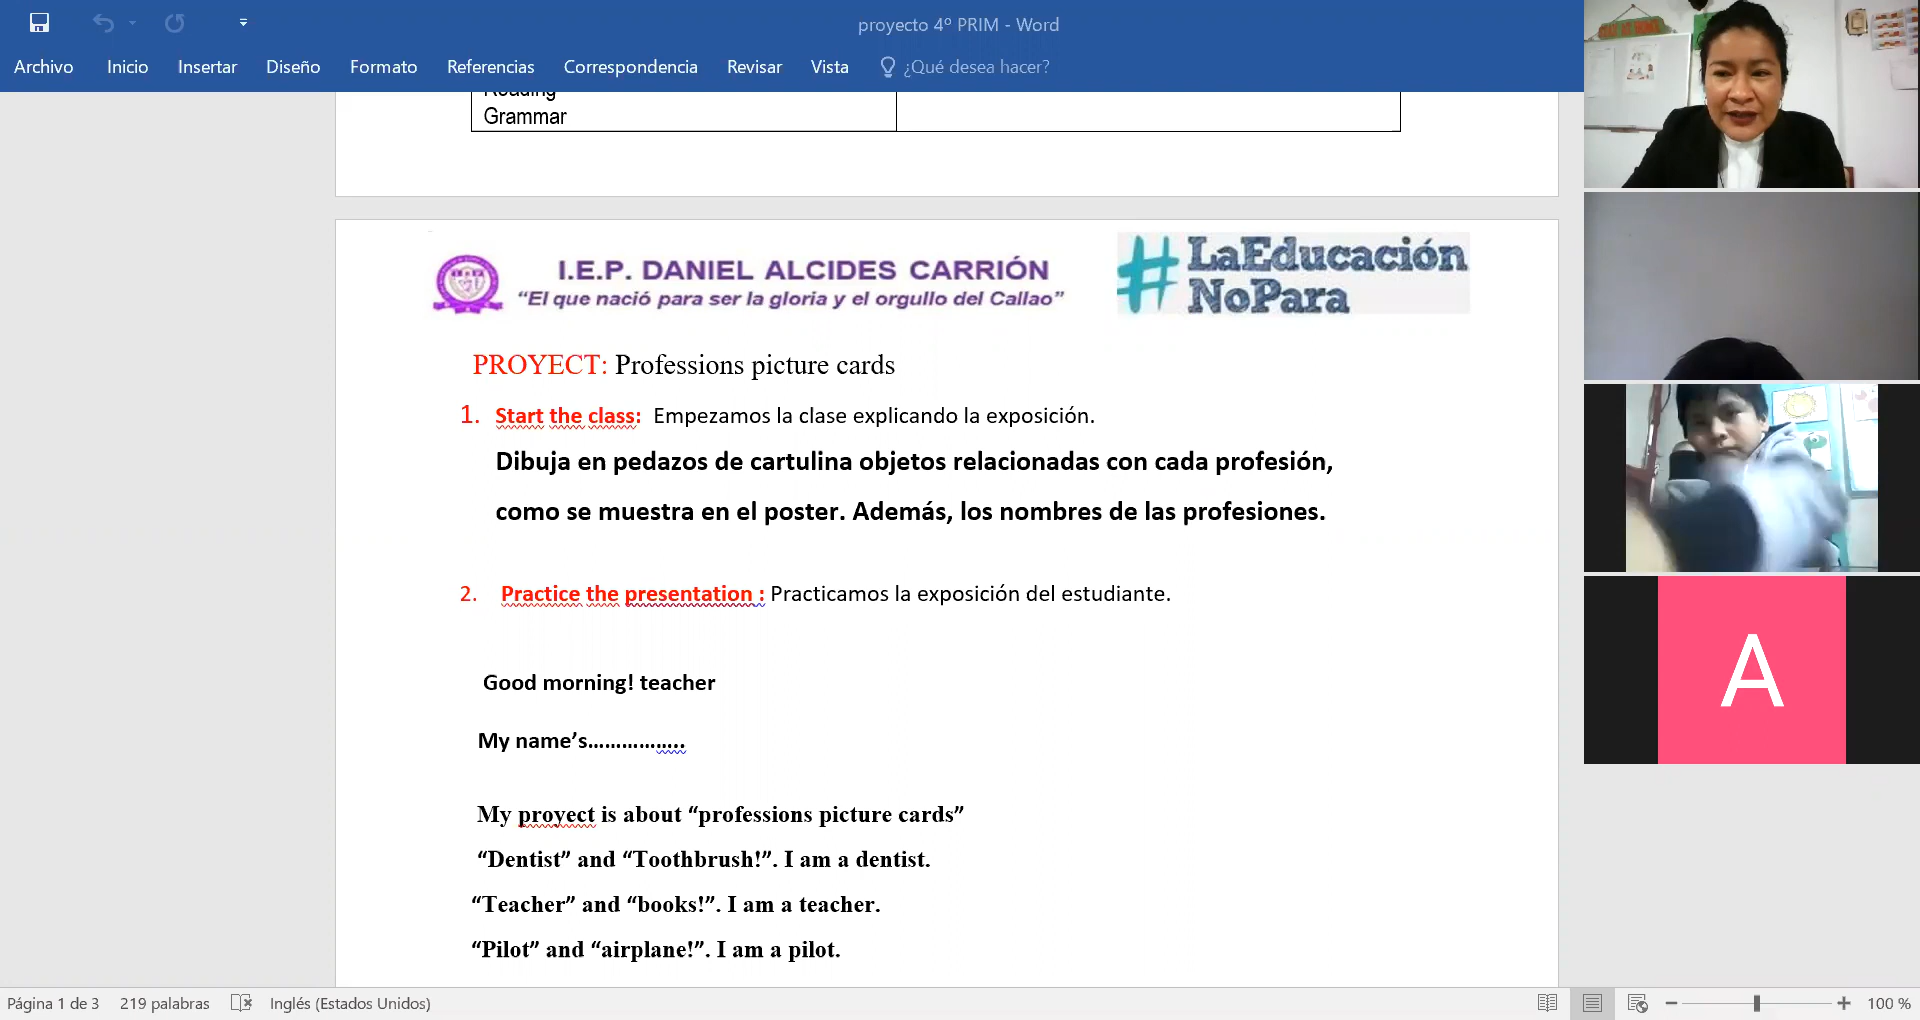 proyecto 4º PRIM - Word
Archivo Inicio Insertar Diseño Formato Referencias Correspondencia Revisar Vista ¿Qué desea hacer?
Reading
Grammar
I.E.P. DANIEL ALCIDES CARRIÓN
“El que nació para ser la gloria y el orgullo del Callao”
#LaEducación
NoPara
PROYECT: Professions picture cards
1. Start the class: Empezamos la clase explicando la exposición.
Dibuja en pedazos de cartulina objetos relacionadas con cada profesión,
como se muestra en el poster. Además, los nombres de las profesiones.
2. Practice the presentation : Practicamos la exposición del estudiante.
Good morning! teacher
My name’s……………..
My proyect is about “professions picture cards”
“Dentist” and “Toothbrush!”. I am a dentist.
“Teacher” and “books!”. I am a teacher.
“Pilot” and “airplane!”. I am a pilot.
A
Página 1 de 3 219 palabras Inglés (Estados Unidos) 100 %